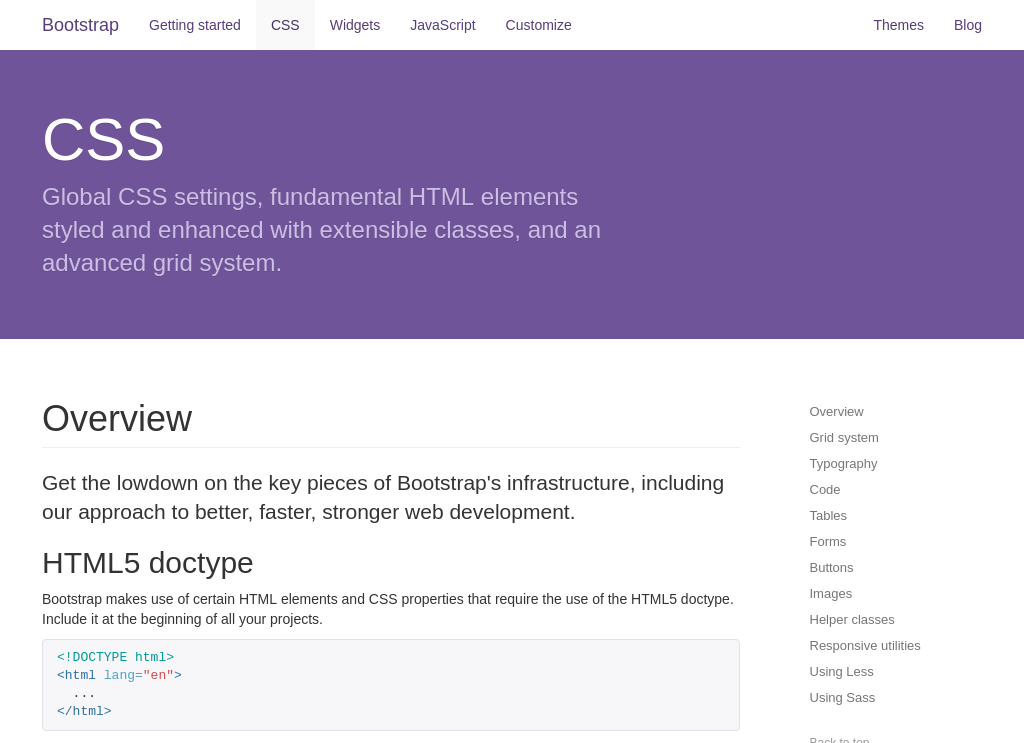 Bootstrap Getting started CSS Widgets JavaScript Customize Themes Blog
CSS
Global CSS settings, fundamental HTML elements
styled and enhanced with extensible classes, and an
advanced grid system.
Overview
Get the lowdown on the key pieces of Bootstrap's infrastructure, including
our approach to better, faster, stronger web development.
HTML5 doctype
Bootstrap makes use of certain HTML elements and CSS properties that require the use of the HTML5 doctype.
Include it at the beginning of all your projects.
<!DOCTYPE html>
<html lang="en">
  ...
</html>
Overview
Grid system
Typography
Code
Tables
Forms
Buttons
Images
Helper classes
Responsive utilities
Using Less
Using Sass
Back to top